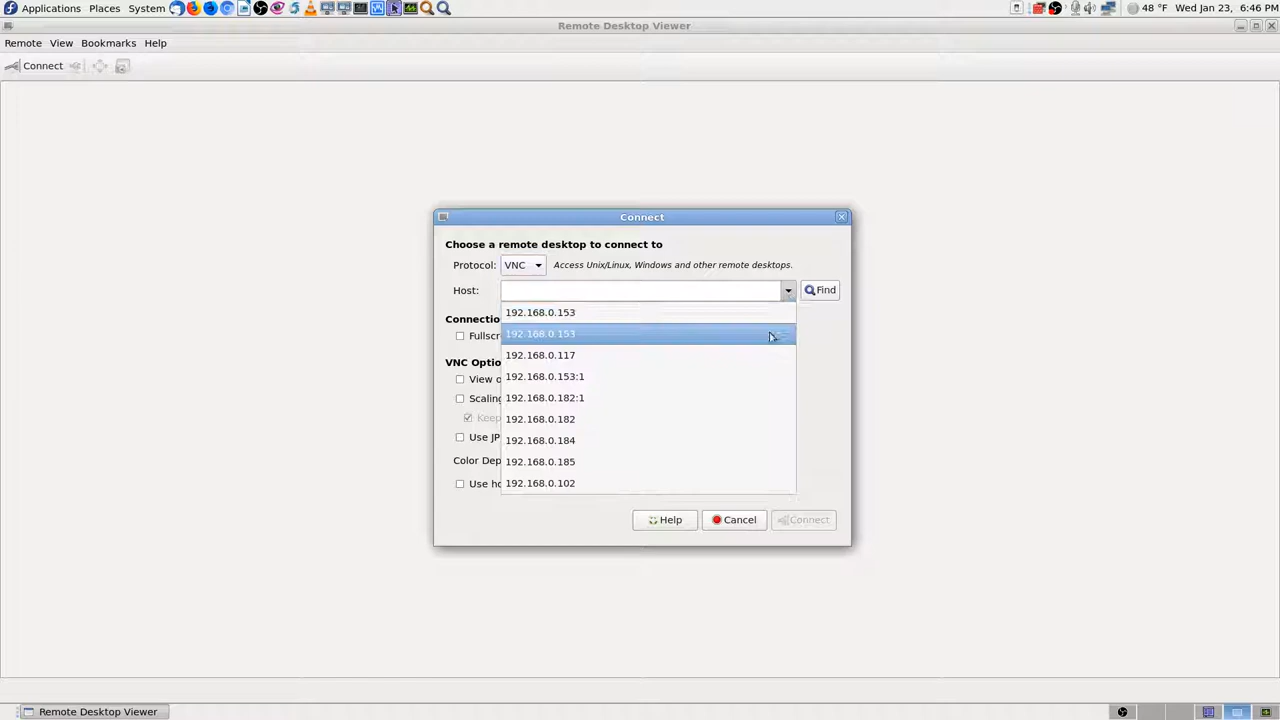 Applications Places System 48 °F Wed Jan 23, 6:46 PM
Remote Desktop Viewer
Remote View Bookmarks Help
Connect
Connect
Choose a remote desktop to connect to
Protocol: VNC Access Unix/Linux, Windows and other remote desktops.
Host: Find
192.168.0.153
Connectio
Fullscr 192.168.0.153
192.168.0.117
VNC Optio
View o 192.168.0.153:1
Scaling 192.168.0.182:1
Keep 192.168.0.182
Use JP 192.168.0.184
Color Dep 192.168.0.185
Use ho 192.168.0.102
Help Cancel Connect
Remote Desktop Viewer